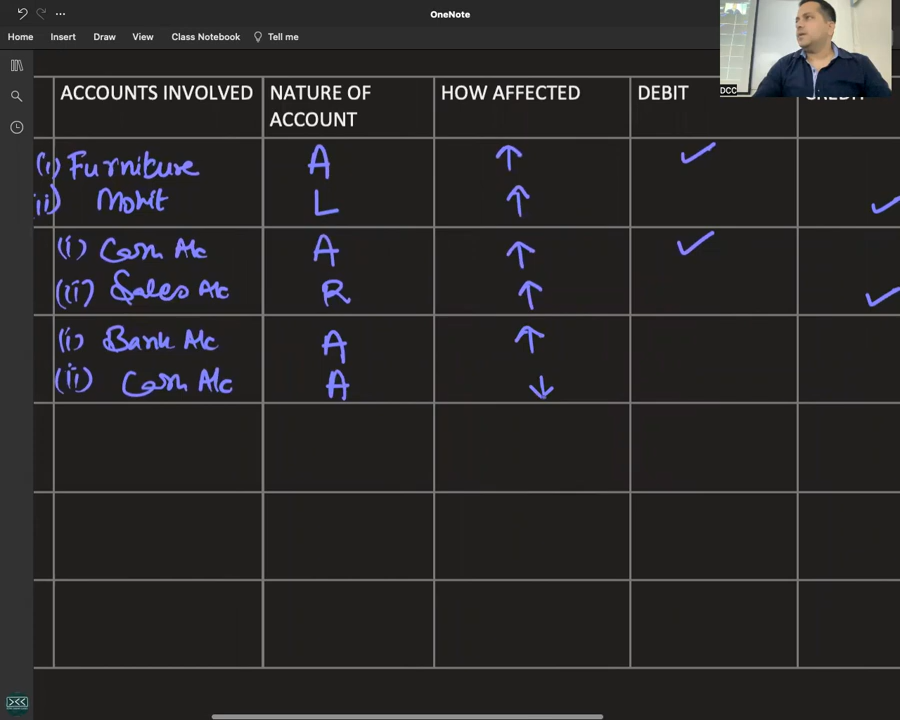 OneNote
Home Insert Draw View Class Notebook Tell me
DCC
ACCOUNTS INVOLVED NATURE OF ACCOUNT HOW AFFECTED DEBIT CREDIT
(i) Furniture A ↑ ✓
ii) Mohit L ↑ ✓
(i) Cash A/c A ↑ ✓
(ii) Sales A/c R ↑ ✓
(i) Bank A/c A ↑
(ii) Cash A/c A ↓